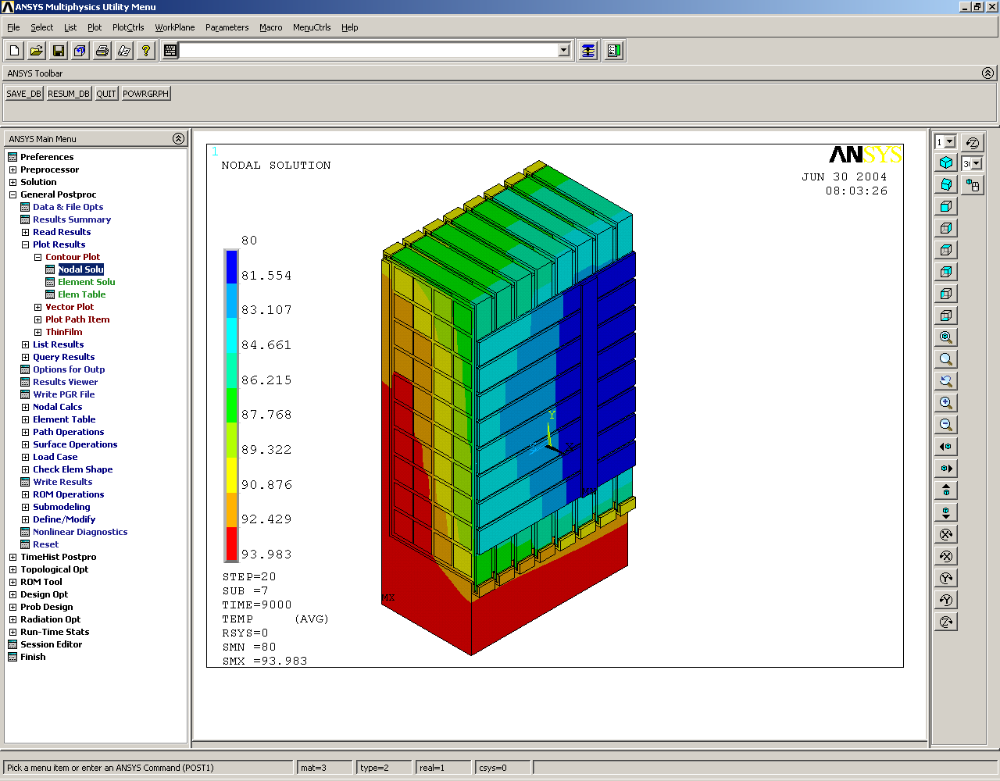 ANSYS Multiphysics Utility Menu
File Select List Plot PlotCtrls WorkPlane Parameters Macro MenuCtrls Help
ANSYS Toolbar
SAVE_DB RESUM_DB QUIT POWRGRPH
ANSYS Main Menu
Preferences
Preprocessor
Solution
General Postproc
Data & File Opts
Results Summary
Read Results
Plot Results
Contour Plot
Nodal Solu
Element Solu
Elem Table
Vector Plot
Plot Path Item
ThinFilm
List Results
Query Results
Options for Outp
Results Viewer
Write PGR File
Nodal Calcs
Element Table
Path Operations
Surface Operations
Load Case
Check Elem Shape
Write Results
ROM Operations
Submodeling
Define/Modify
Nonlinear Diagnostics
Reset
TimeHist Postpro
Topological Opt
ROM Tool
Design Opt
Prob Design
Radiation Opt
Run-Time Stats
Session Editor
Finish
1
NODAL SOLUTION
ANSYS
JUN 30 2004
08:03:26
80
81.554
83.107
84.661
86.215
87.768
89.322
90.876
92.429
93.983
STEP=20
SUB =7
TIME=9000
TEMP (AVG)
RSYS=0
SMN =80
SMX =93.983
Y
MX
1
Pick a menu item or enter an ANSYS Command (POST1)
mat=3
type=2
real=1
csys=0